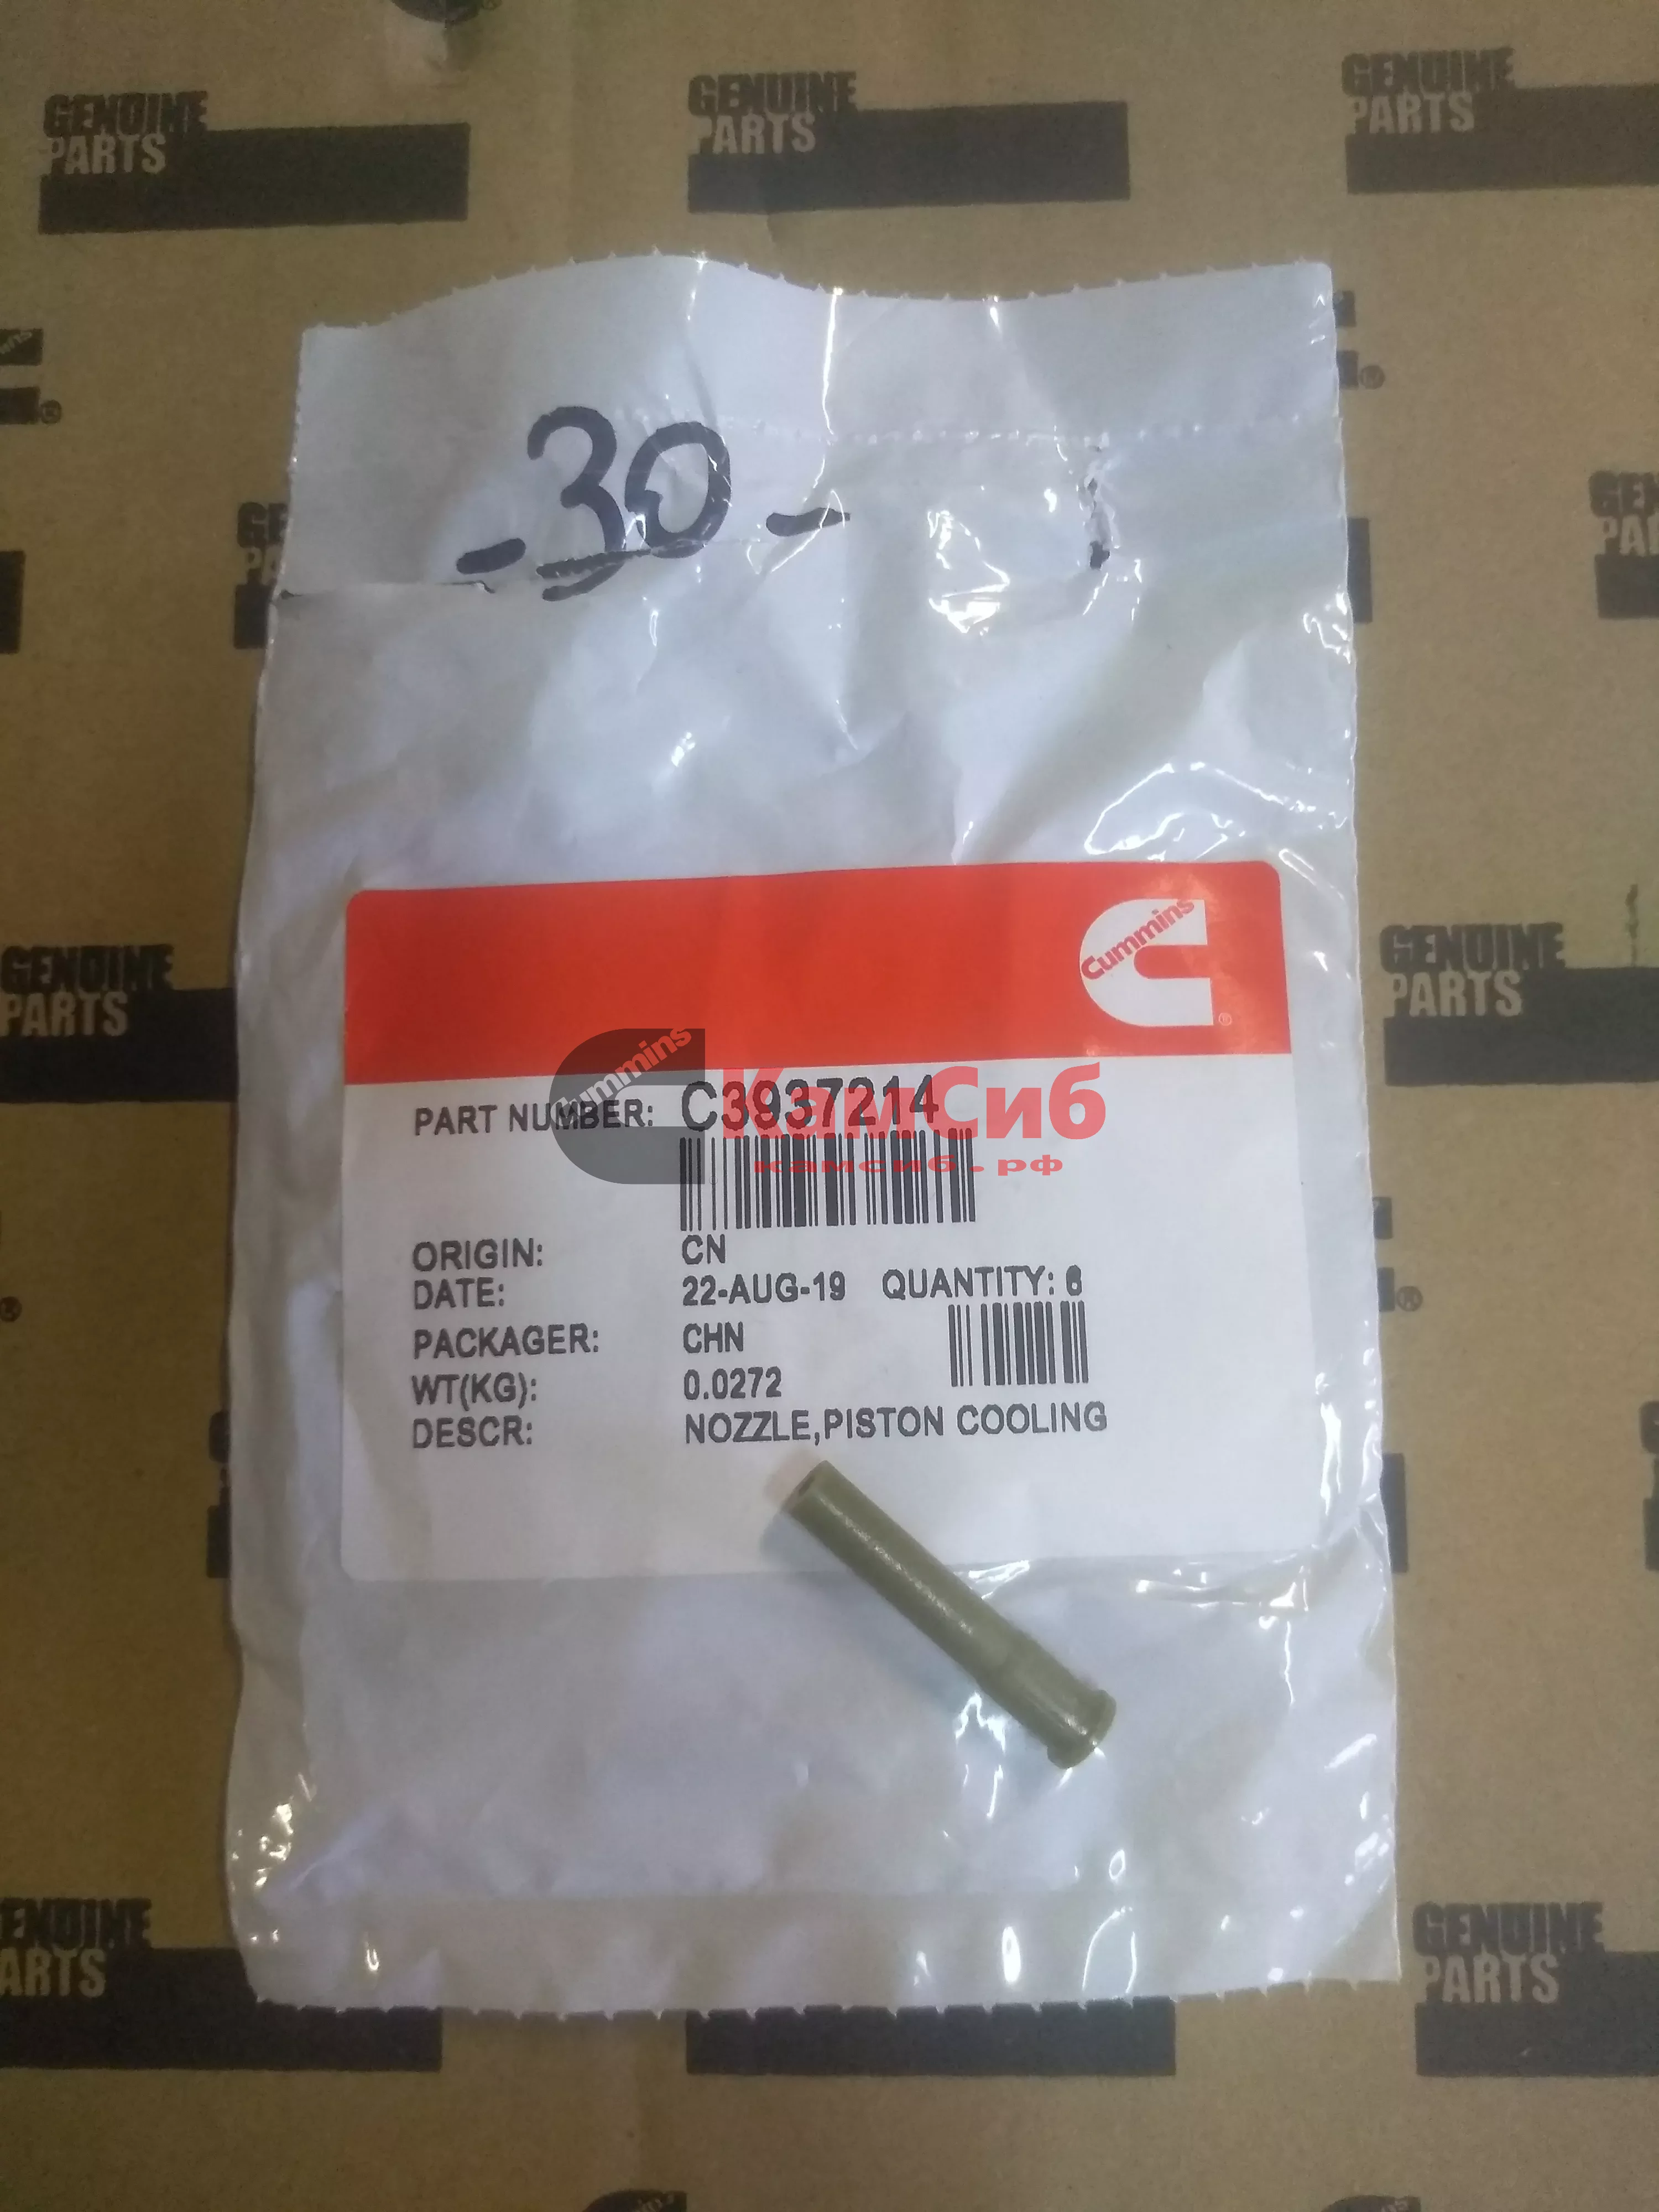 GENUINE
PARTS
GENUINE
PARTS
GENUINE
PARTS
-30-
GENUINE
PARTS
GENUINE
PARTS
Cummins
®
Cummins
КамСиб
камсиб.рф
PART NUMBER: C3937214
ORIGIN: CN
DATE: 22-AUG-19 QUANTITY: 6
PACKAGER: CHN
WT(KG): 0.0272
DESCR: NOZZLE,PISTON COOLING
GENUINE
PARTS